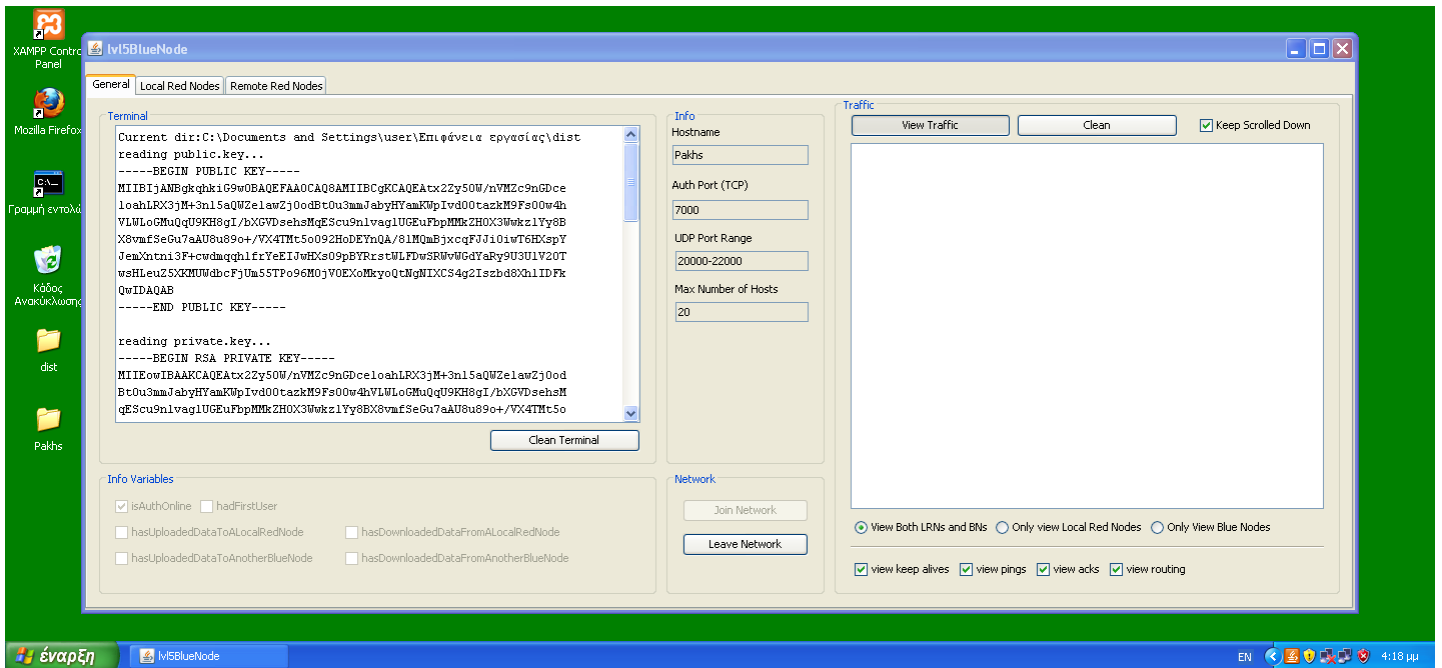 XAMPP Contro
Panel
Mozilla Firefox
Γραμμή εντολώ
Κάδος
Ανακύκλωσης
dist
Pakhs
lvl5BlueNode
General
Local Red Nodes
Remote Red Nodes
Terminal
Current dir:C:\Documents and Settings\user\Επιφάνεια εργασίας\dist
reading public.key...
-----BEGIN PUBLIC KEY-----
MIIBIjANBgkqhkiG9w0BAQEFAAOCAQ8AMIIBCgKCAQEAtx2Zy50W/nVMZc9nGDce
loahLRX3jM+3nl5aQWZelawZj0odBt0u3mmJabyHYamKWpIvd00tazkM9Fs00w4h
VLWLoGMuQqU9KH8gI/bXGVDsehsMqEScu9nlvaglUGEuFbpMMkZH0X3Wwkz1Yy8B
X8vmfSeGu7aAU8u89o+/VX4TMt5o092HoDEYnQA/81MQmBjxcqFJJi0iwT6HXspY
JemXntni3F+cwdmqqhlfrYeEIJwHXs09pBYRrstWLFDwSRWvWGdYaRy9U3UlV20T
wsHLeuZ5XKMUWdbcFjUm55TPo96M0jV0EXoMkyoQtNgNIXCS4g2Iszbd8XhlIDFk
QwIDAQAB
-----END PUBLIC KEY-----
reading private.key...
-----BEGIN RSA PRIVATE KEY-----
MIIEowIBAAKCAQEAtx2Zy50W/nVMZc9nGDceloahLRX3jM+3nl5aQWZelawZj0od
Bt0u3mmJabyHYamKWpIvd00tazkM9Fs00w4hVLWLoGMuQqU9KH8gI/bXGVDsehsM
qEScu9nlvaglUGEuFbpMMkZH0X3Wwkz1Yy8BX8vmfSeGu7aAU8u89o+/VX4TMt5o
Clean Terminal
Info Variables
isAuthOnline
hadFirstUser
hasUploadedDataToALocalRedNode
hasDownloadedDataFromALocalRedNode
hasUploadedDataToAnotherBlueNode
hasDownloadedDataFromAnotherBlueNode
Info
Hostname
Pakhs
Auth Port (TCP)
7000
UDP Port Range
20000-22000
Max Number of Hosts
20
Network
Join Network
Leave Network
Traffic
View Traffic
Clean
Keep Scrolled Down
View Both LRNs and BNs
Only view Local Red Nodes
Only View Blue Nodes
view keep alives
view pings
view acks
view routing
έναρξη
lvl5BlueNode
EN
4:18 μμ